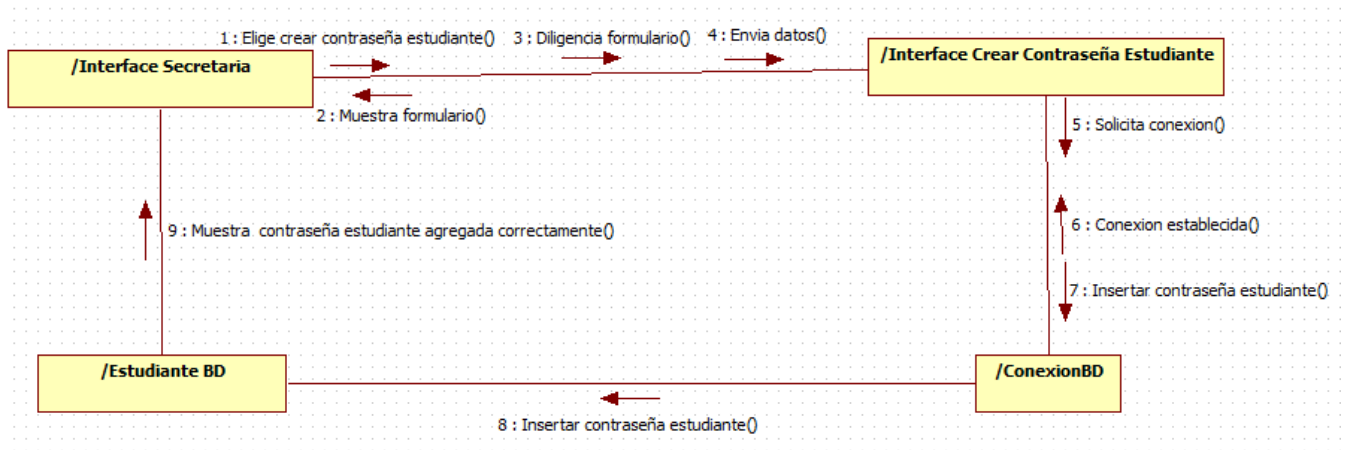 1 : Elige crear contraseña estudiante()
3 : Diligencia formulario()
4 : Envia datos()
/Interface Secretaria
/Interface Crear Contraseña Estudiante
2 : Muestra formulario()
5 : Solicita conexion()
6 : Conexion establecida()
9 : Muestra  contraseña estudiante agregada correctamente()
7 : Insertar contraseña estudiante()
/Estudiante BD
/ConexionBD
8 : Insertar contraseña estudiante()